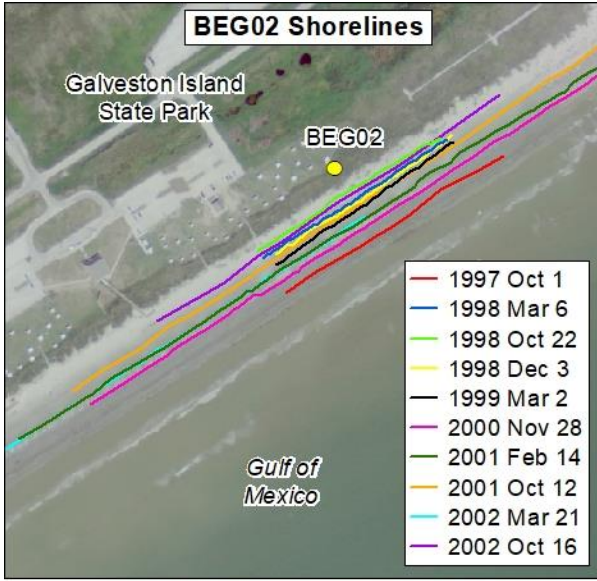 BEG02 Shorelines
Galveston Island
State Park
BEG02
1997 Oct 1
1998 Mar 6
1998 Oct 22
1998 Dec 3
1999 Mar 2
2000 Nov 28
2001 Feb 14
2001 Oct 12
2002 Mar 21
2002 Oct 16
Gulf of
Mexico